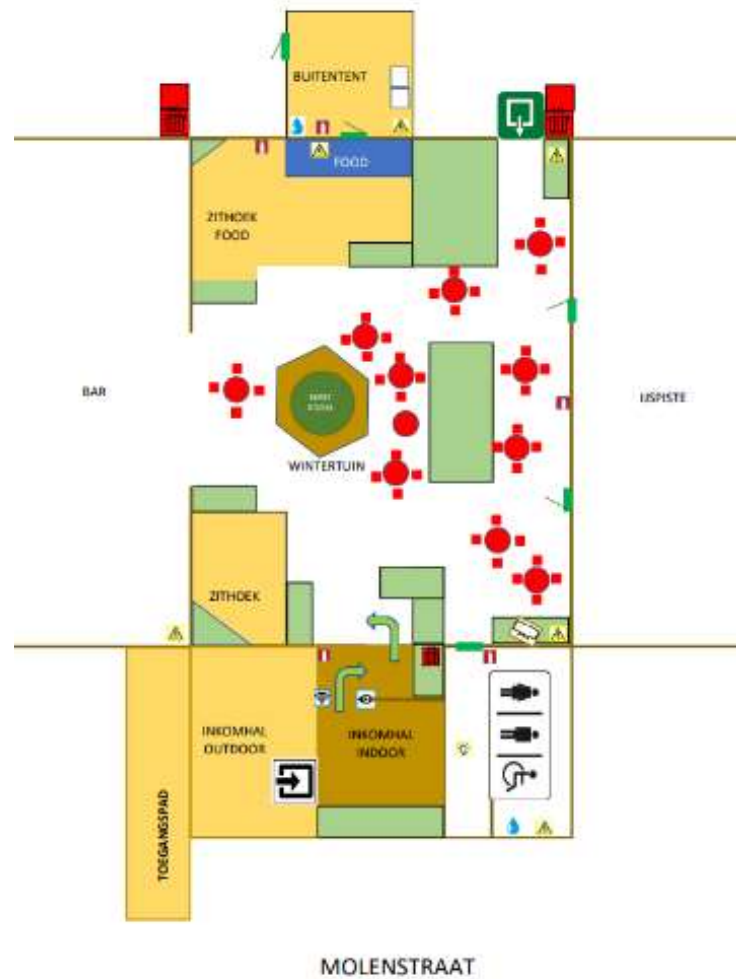 BUITENTENT
FOOD
ZITHOEK
FOOD
BAR
IJSPISTE
WINTERTUIN
ZITHOEK
INKOMHAL
OUTDOOR
INKOMHAL
INDOOR
TOEGANGSPAD
MOLENSTRAAT